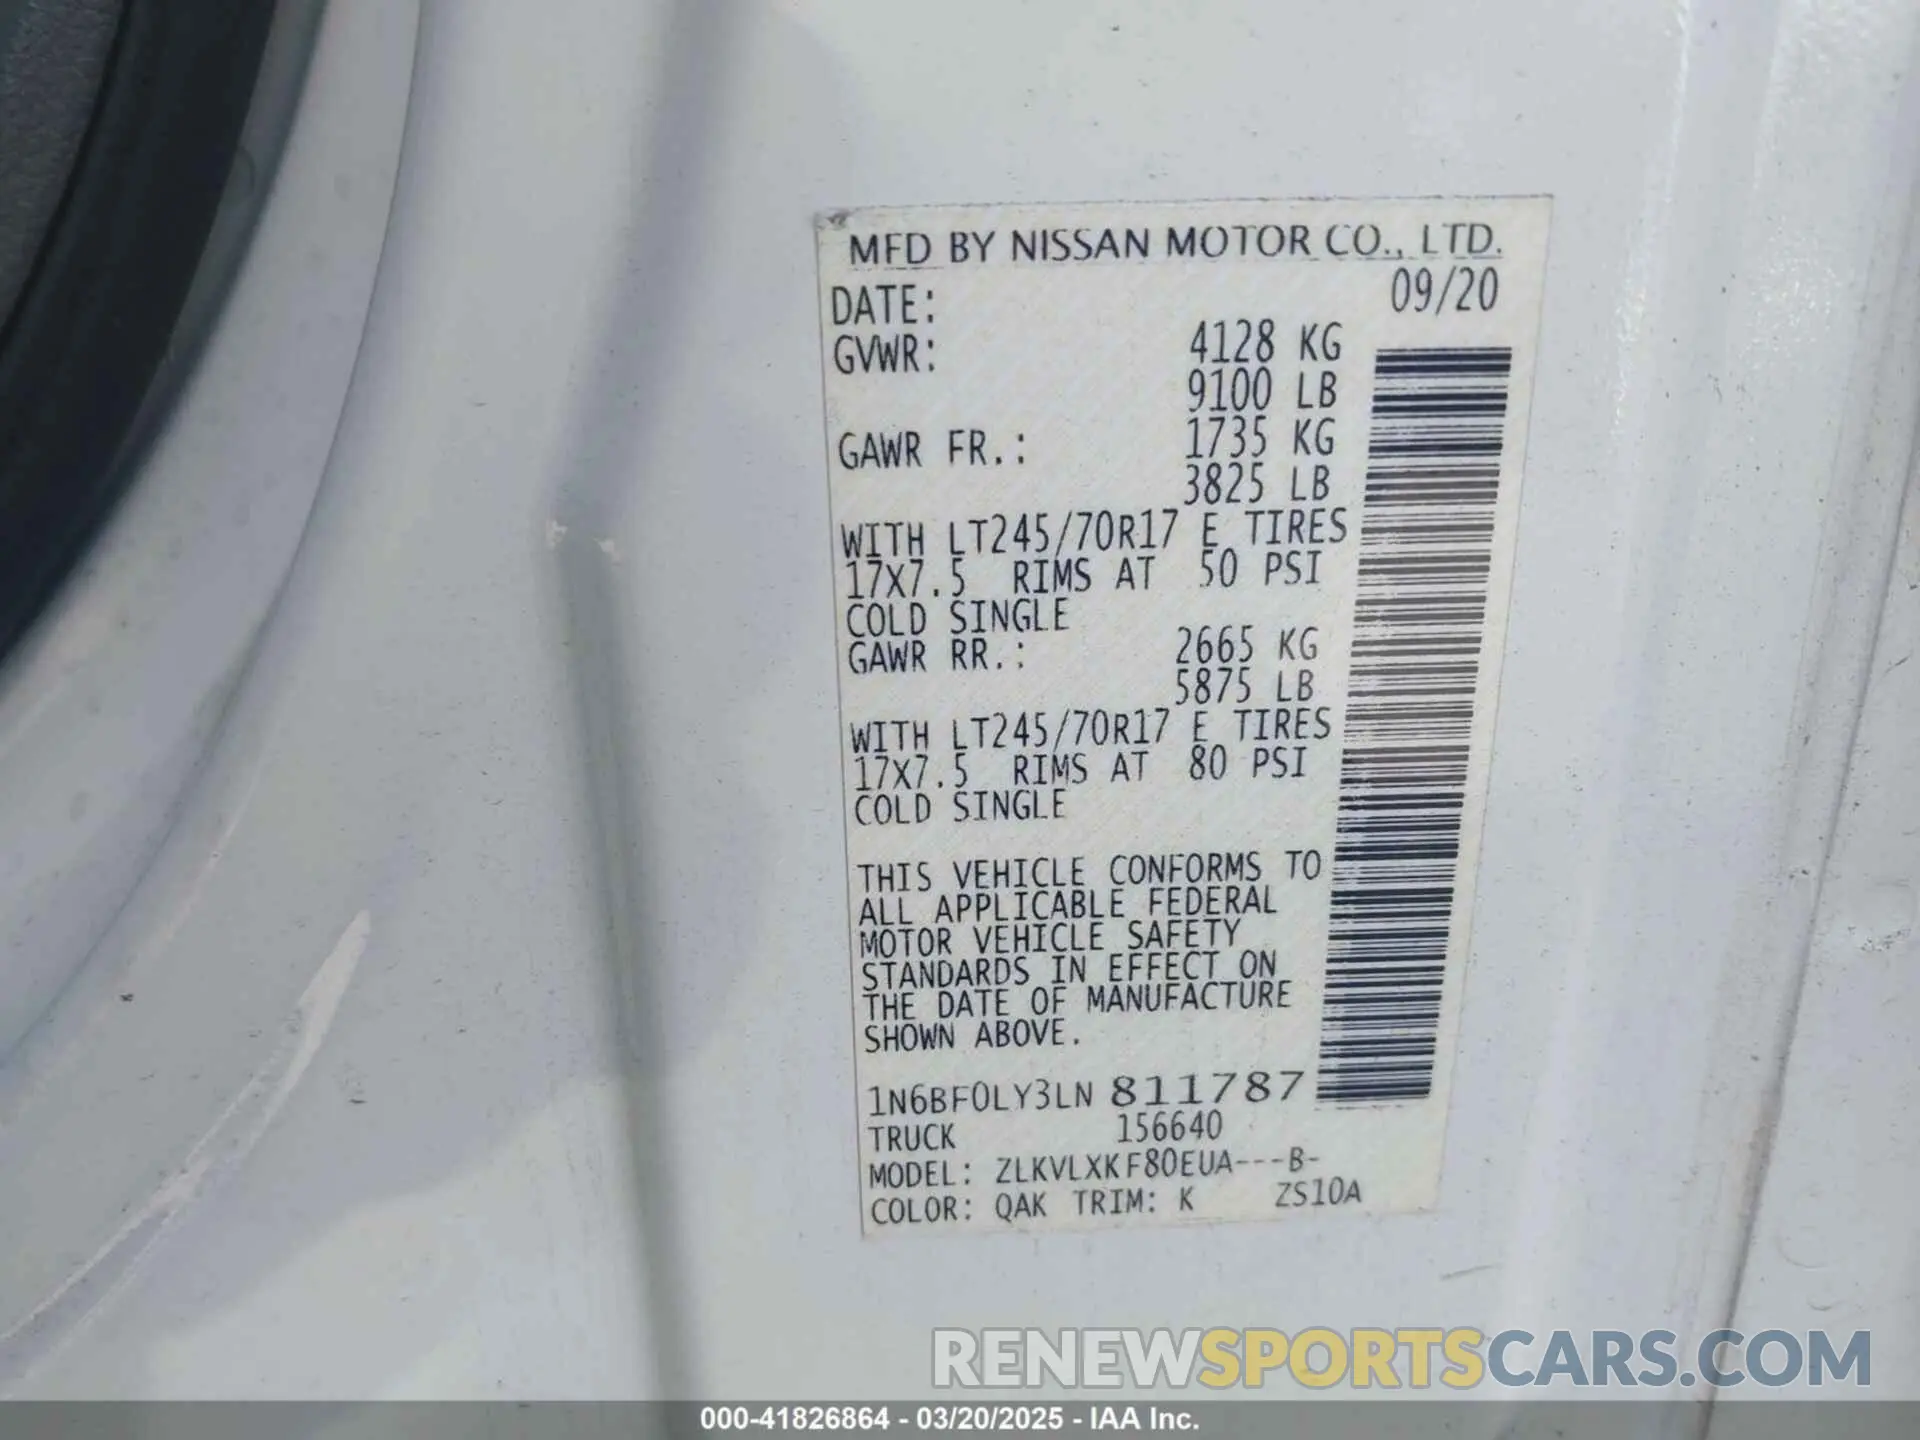 MFD BY NISSAN MOTOR CO., LTD.
DATE: 09/20
GVWR: 4128 KG
9100 LB
GAWR FR.: 1735 KG
3825 LB
WITH LT245/70R17 E TIRES
17X7.5 RIMS AT 50 PSI
COLD SINGLE
GAWR RR.: 2665 KG
5875 LB
WITH LT245/70R17 E TIRES
17X7.5 RIMS AT 80 PSI
COLD SINGLE
THIS VEHICLE CONFORMS TO
ALL APPLICABLE FEDERAL
MOTOR VEHICLE SAFETY
STANDARDS IN EFFECT ON
THE DATE OF MANUFACTURE
SHOWN ABOVE.
1N6BF0LY3LN811787
TRUCK 156640
MODEL: ZLKVLXKF80EUA---B-
COLOR: QAK TRIM: K ZS10A
RENEWSPORTSCARS.COM
000-41826864 - 03/20/2025 - IAA Inc.